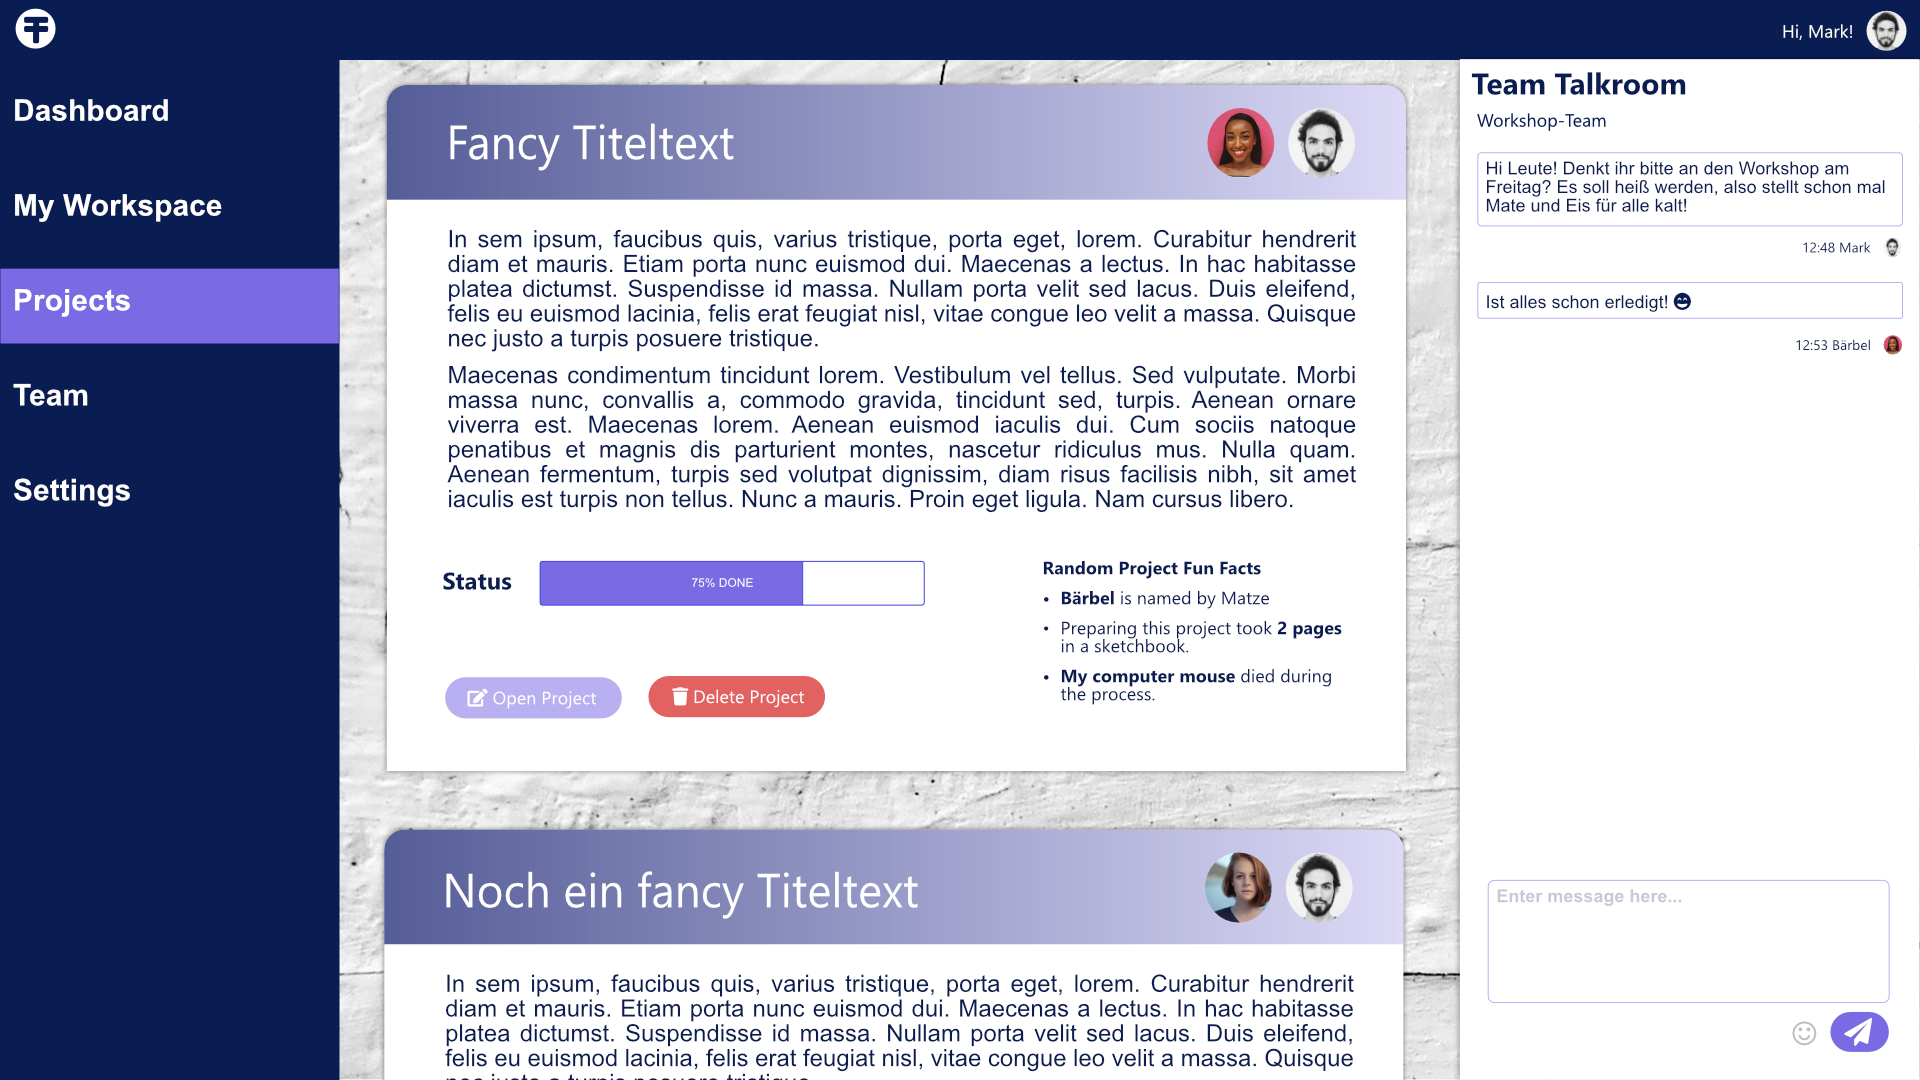 Hi, Mark!
Dashboard
My Workspace
Projects
Team
Settings
Fancy Titeltext
In sem ipsum, faucibus quis, varius tristique, porta eget, lorem. Curabitur hendrerit
diam et mauris. Etiam porta nunc euismod dui. Maecenas a lectus. In hac habitasse
platea dictumst. Suspendisse id massa. Nullam porta velit sed lacus. Duis eleifend,
felis eu euismod lacinia, felis erat feugiat nisl, vitae congue leo velit a massa. Quisque
nec justo a turpis posuere tristique.
Maecenas condimentum tincidunt lorem. Vestibulum vel tellus. Sed vulputate. Morbi
massa nunc, convallis a, commodo gravida, tincidunt sed, turpis. Aenean ornare
viverra est. Maecenas lorem. Aenean euismod iaculis dui. Cum sociis natoque
penatibus et magnis dis parturient montes, nascetur ridiculus mus. Nulla quam.
Aenean fermentum, turpis sed volutpat dignissim, diam risus facilisis nibh, sit amet
iaculis est turpis non tellus. Nunc a mauris. Proin eget ligula. Nam cursus libero.
Status
75% DONE
Open Project
Delete Project
Random Project Fun Facts
• Bärbel is named by Matze
• Preparing this project took 2 pages
in a sketchbook.
• My computer mouse died during
the process.
Noch ein fancy Titeltext
In sem ipsum, faucibus quis, varius tristique, porta eget, lorem. Curabitur hendrerit
diam et mauris. Etiam porta nunc euismod dui. Maecenas a lectus. In hac habitasse
platea dictumst. Suspendisse id massa. Nullam porta velit sed lacus. Duis eleifend,
felis eu euismod lacinia, felis erat feugiat nisl, vitae congue leo velit a massa. Quisque
nec justo a turpis posuere tristique.
Team Talkroom
Workshop-Team
Hi Leute! Denkt ihr bitte an den Workshop am
Freitag? Es soll heiß werden, also stellt schon mal
Mate und Eis für alle kalt!
12:48 Mark
Ist alles schon erledigt! 😄
12:53 Bärbel
Enter message here...